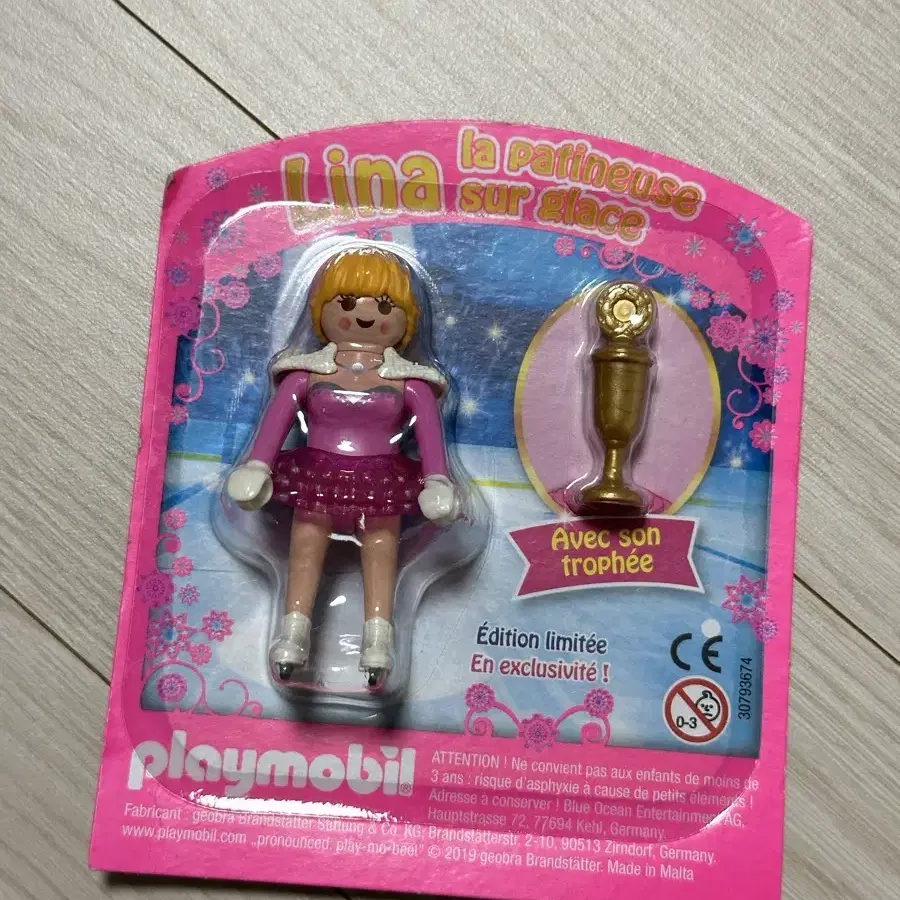 Lina la patineuse
sur glace
Avec son
trophée
Édition limitée
En exclusivité !
CE
0-3
30793674
playmobil®
ATTENTION ! Ne convient pas aux enfants de moins de
3 ans : risque d'asphyxie à cause de petits éléments !
Adresse à conserver ! Blue Ocean Entertainment AG,
Hauptstrasse 72, 77694 Kehl, Germany.
Fabricant : geobra Brandstätter Stiftung & Co. KG, Brandstätterstr. 2-10, 90513 Zirndorf, Germany.
www.playmobil.com „pronounced: play-mo-beel" © 2019 geobra Brandstätter. Made in Malta